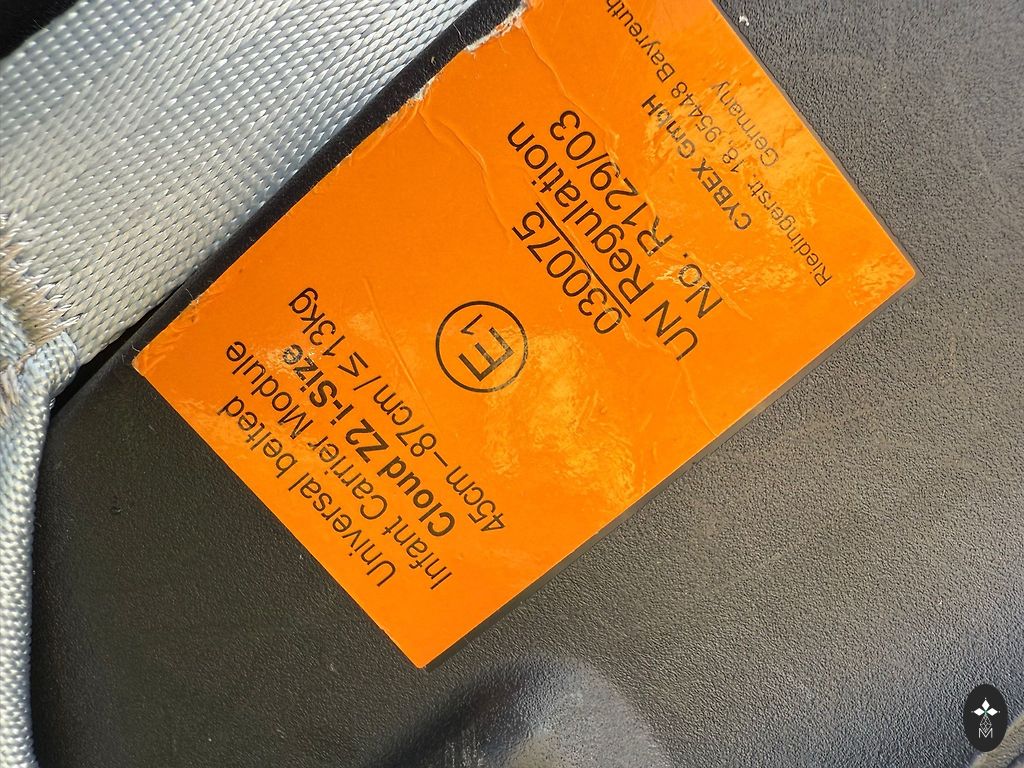 Universal belted
Infant Carrier Module
Cloud Z2 i-Size
45cm – 87cm / ≤ 13kg
E1
030075
UN Regulation
No. R129/03
CYBEX GmbH
Riedingerstr. 18, 95448 Bayreuth
Germany
M